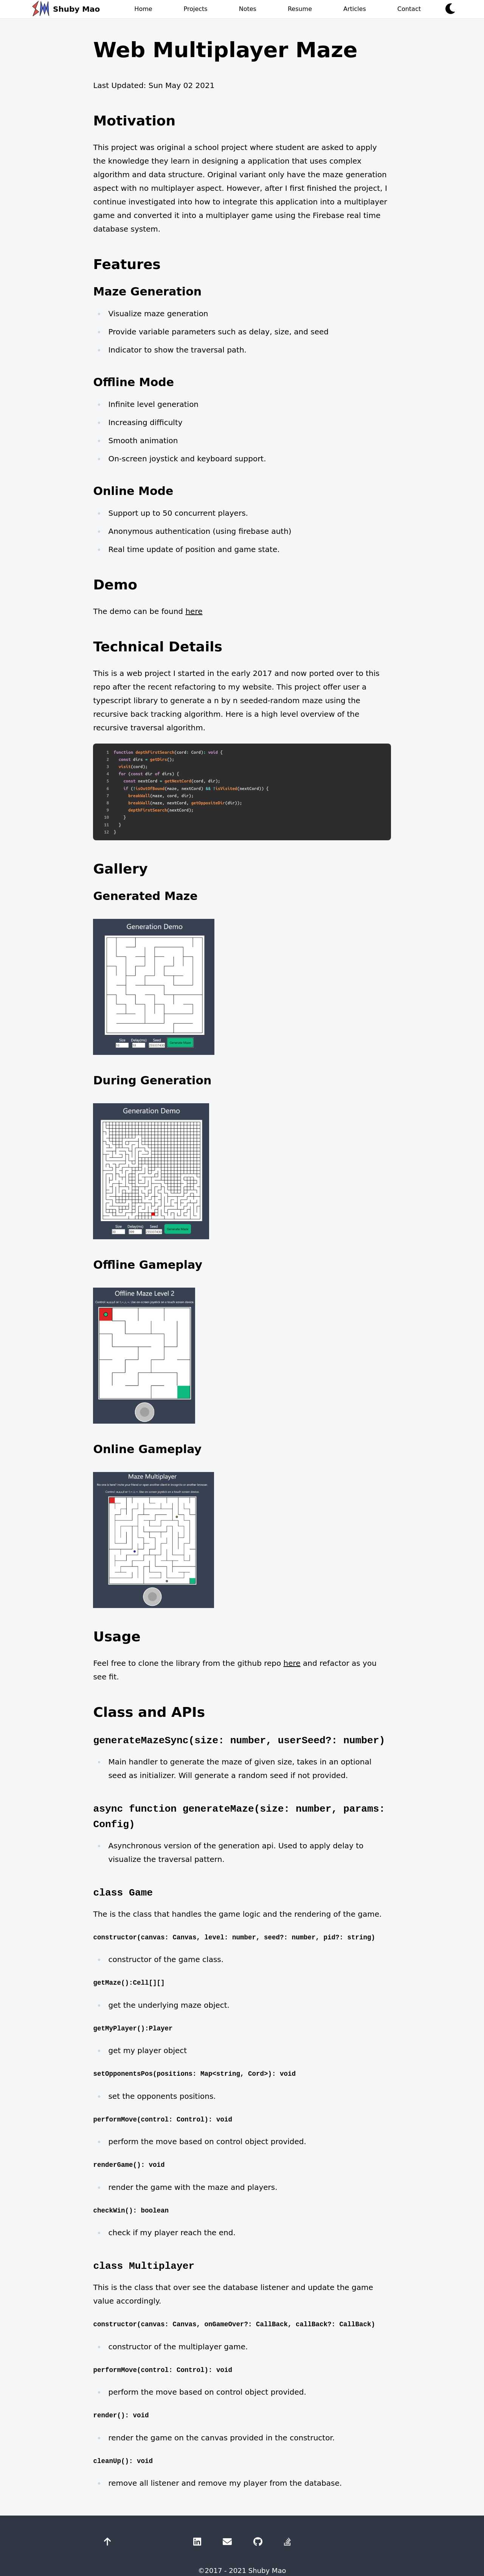 Shuby Mao
Home
Projects
Notes
Resume
Articles
Contact
Web Multiplayer Maze
Last Updated: Sun May 02 2021
Motivation
This project was original a school project where student are asked to apply
the knowledge they learn in designing a application that uses complex
algorithm and data structure. Original variant only have the maze generation
aspect with no multiplayer aspect. However, after I first finished the project, I
continue investigated into how to integrate this application into a multiplayer
game and converted it into a multiplayer game using the Firebase real time
database system.
Features
Maze Generation
Visualize maze generation
Provide variable parameters such as delay, size, and seed
Indicator to show the traversal path.
Offline Mode
Infinite level generation
Increasing difficulty
Smooth animation
On-screen joystick and keyboard support.
Online Mode
Support up to 50 concurrent players.
Anonymous authentication (using firebase auth)
Real time update of position and game state.
Demo
The demo can be found here
Technical Details
This is a web project I started in the early 2017 and now ported over to this
repo after the recent refactoring to my website. This project offer user a
typescript library to generate a n by n seeded-random maze using the
recursive back tracking algorithm. Here is a high level overview of the
recursive traversal algorithm.
1 function depthFirstSearch(cord: Cord): void {
2 const dirs = getDirs();
3 visit(cord);
4 for (const dir of dirs) {
5 const nextCord = getNextCord(cord, dir);
6 if (!isOutOfBound(maze, nextCord) && !isVisited(nextCord)) {
7 breakWall(maze, cord, dir);
8 breakWall(maze, nextCord, getOppositeDir(dir));
9 depthFirstSearch(nextCord);
10 }
11 }
12 }
Gallery
Generated Maze
Generation Demo
Size
Delay(ms)
Seed
During Generation
Generation Demo
Size
Delay(ms)
Seed
Offline Gameplay
Offline Maze Level 2
Online Gameplay
Maze Multiplayer
Usage
Feel free to clone the library from the github repo here and refactor as you
see fit.
Class and APIs
generateMazeSync(size: number, userSeed?: number)
Main handler to generate the maze of given size, takes in an optional
seed as initializer. Will generate a random seed if not provided.
async function generateMaze(size: number, params:
Config)
Asynchronous version of the generation api. Used to apply delay to
visualize the traversal pattern.
class Game
The is the class that handles the game logic and the rendering of the game.
constructor(canvas: Canvas, level: number, seed?: number, pid?: string)
constructor of the game class.
getMaze():Cell[][]
get the underlying maze object.
getMyPlayer():Player
get my player object
setOpponentsPos(positions: Map<string, Cord>): void
set the opponents positions.
performMove(control: Control): void
perform the move based on control object provided.
renderGame(): void
render the game with the maze and players.
checkWin(): boolean
check if my player reach the end.
class Multiplayer
This is the class that over see the database listener and update the game
value accordingly.
constructor(canvas: Canvas, onGameOver?: CallBack, callBack?: CallBack)
constructor of the multiplayer game.
performMove(control: Control): void
perform the move based on control object provided.
render(): void
render the game on the canvas provided in the constructor.
cleanUp(): void
remove all listener and remove my player from the database.
©2017 - 2021 Shuby Mao